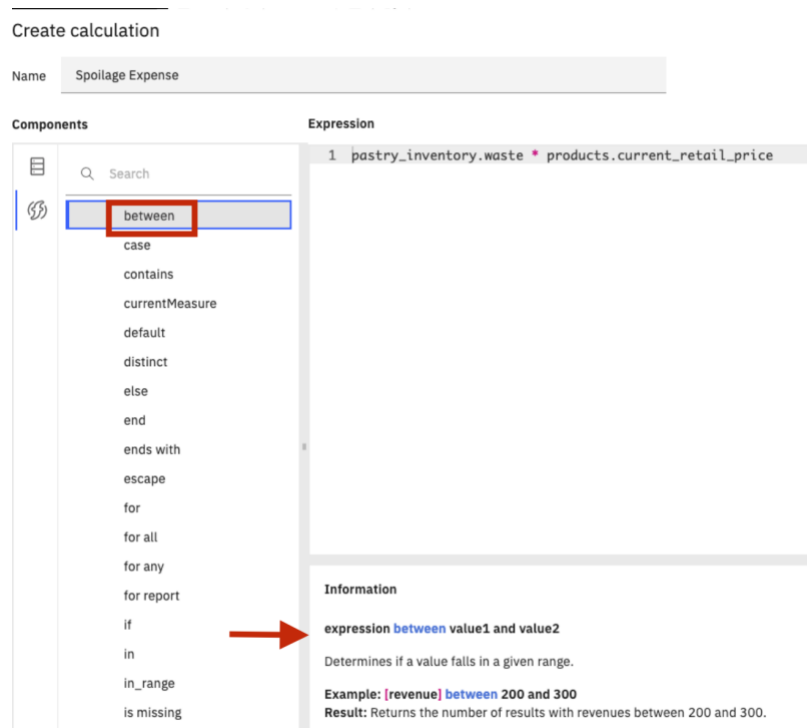 Create calculation
Name Spoilage Expense
Components
Search
between
case
contains
currentMeasure
default
distinct
else
end
ends with
escape
for
for all
for any
for report
if
in
in_range
is missing
Expression
1 pastry_inventory.waste * products.current_retail_price
Information
expression between value1 and value2
Determines if a value falls in a given range.
Example: [revenue] between 200 and 300
Result: Returns the number of results with revenues between 200 and 300.